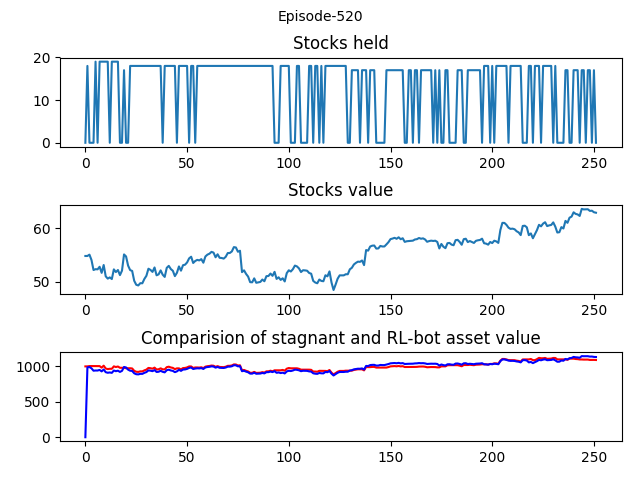 Episode-520
Stocks held
20
10
0
0 50 100 150 200 250
Stocks value
60
50
0 50 100 150 200 250
Comparision of stagnant and RL-bot asset value
1000
500
0
0 50 100 150 200 250